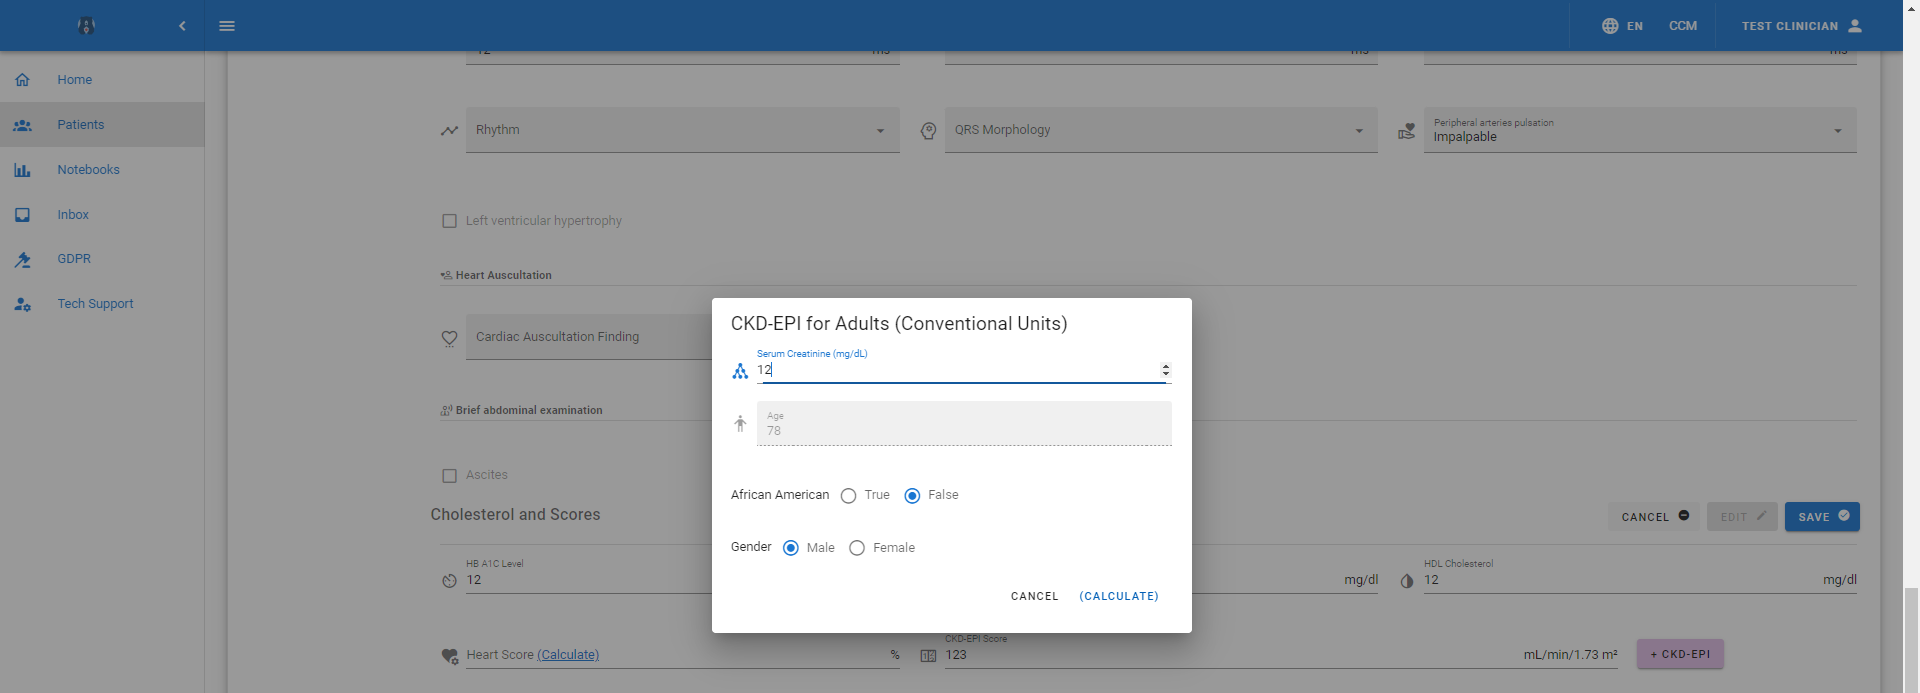 EN
CCM
TEST CLINICIAN
Home
Patients
Notebooks
Inbox
GDPR
Tech Support
Rhythm
QRS Morphology
Peripheral arteries pulsation
Impalpable
Left ventricular hypertrophy
Heart Auscultation
Cardiac Auscultation Finding
Brief abdominal examination
Ascites
Cholesterol and Scores
CANCEL
EDIT
SAVE
HB A1C Level
12
mg/dl
HDL Cholesterol
12
mg/dl
Heart Score (Calculate)
%
CKD-EPI Score
123
mL/min/1.73 m²
+ CKD-EPI
CKD-EPI for Adults (Conventional Units)
Serum Creatinine (mg/dL)
12
Age
78
African American True False
Gender Male Female
CANCEL (CALCULATE)